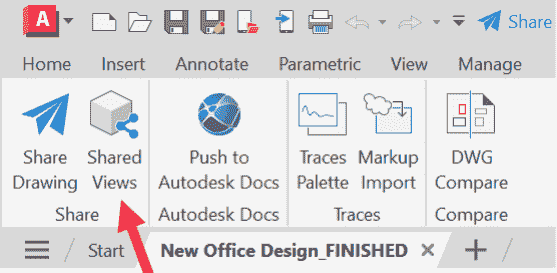 A Share
Home Insert Annotate Parametric View Manage
Share Shared Push to Traces Markup DWG
Drawing Views Autodesk Docs Palette Import Compare
Share Autodesk Docs Traces Compare
Start New Office Design_FINISHED